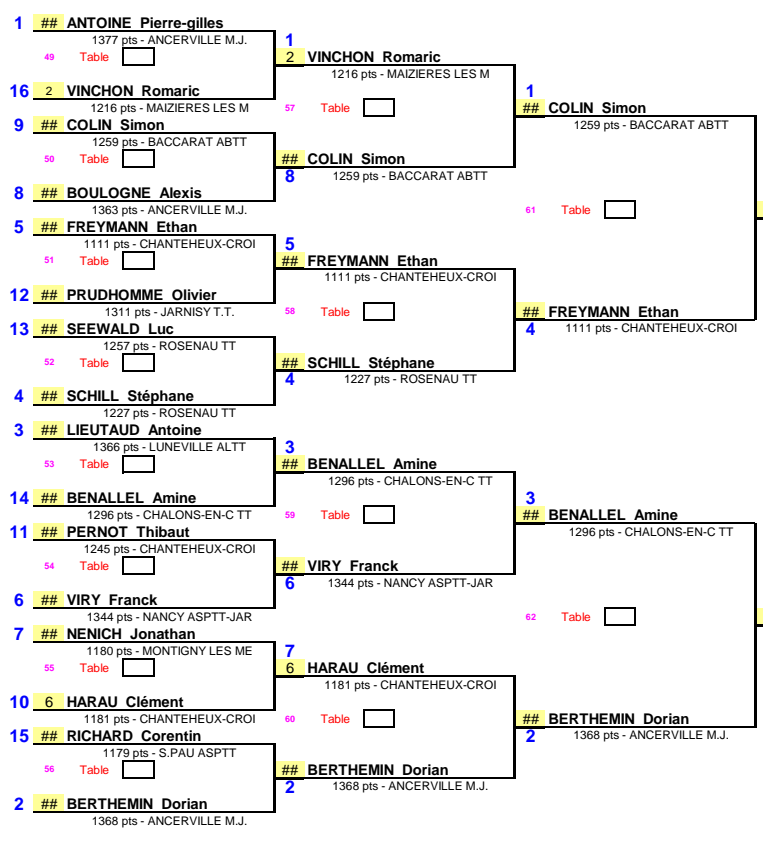 1 ## ANTOINE Pierre-gilles
1377 pts - ANCERVILLE M.J.
49 Table
16 2 VINCHON Romaric
1216 pts - MAIZIERES LES M
9 ## COLIN Simon
1259 pts - BACCARAT ABTT
50 Table
8 ## BOULOGNE Alexis
1363 pts - ANCERVILLE M.J.
5 ## FREYMANN Ethan
1111 pts - CHANTEHEUX-CROI
51 Table
12 ## PRUDHOMME Olivier
1311 pts - JARNISY T.T.
13 ## SEEWALD Luc
1257 pts - ROSENAU TT
52 Table
4 ## SCHILL Stéphane
1227 pts - ROSENAU TT
3 ## LIEUTAUD Antoine
1366 pts - LUNEVILLE ALTT
53 Table
14 ## BENALLEL Amine
1296 pts - CHALONS-EN-C TT
11 ## PERNOT Thibaut
1245 pts - CHANTEHEUX-CROI
54 Table
6 ## VIRY Franck
1344 pts - NANCY ASPTT-JAR
7 ## NENICH Jonathan
1180 pts - MONTIGNY LES ME
55 Table
10 6 HARAU Clément
1181 pts - CHANTEHEUX-CROI
15 ## RICHARD Corentin
1179 pts - S.PAU ASPTT
56 Table
2 ## BERTHEMIN Dorian
1368 pts - ANCERVILLE M.J.
1
2 VINCHON Romaric
1216 pts - MAIZIERES LES M
57 Table
## COLIN Simon
8 1259 pts - BACCARAT ABTT
5
## FREYMANN Ethan
1111 pts - CHANTEHEUX-CROI
58 Table
## SCHILL Stéphane
4 1227 pts - ROSENAU TT
3
## BENALLEL Amine
1296 pts - CHALONS-EN-C TT
59 Table
## VIRY Franck
6 1344 pts - NANCY ASPTT-JAR
7
6 HARAU Clément
1181 pts - CHANTEHEUX-CROI
60 Table
## BERTHEMIN Dorian
2 1368 pts - ANCERVILLE M.J.
1
## COLIN Simon
1259 pts - BACCARAT ABTT
61 Table
## FREYMANN Ethan
4 1111 pts - CHANTEHEUX-CROI
3
## BENALLEL Amine
1296 pts - CHALONS-EN-C TT
62 Table
## BERTHEMIN Dorian
2 1368 pts - ANCERVILLE M.J.